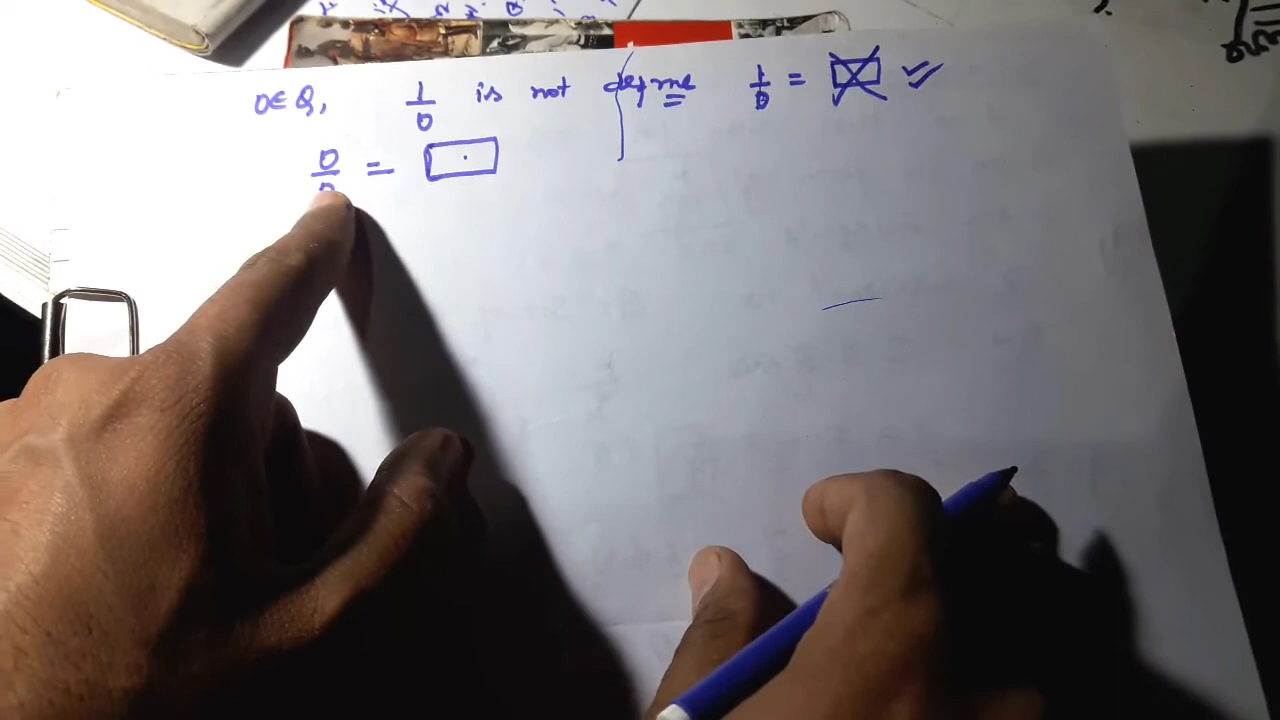 0 ∈ Q, 1/0 is not define 1/0 =
0/0 =